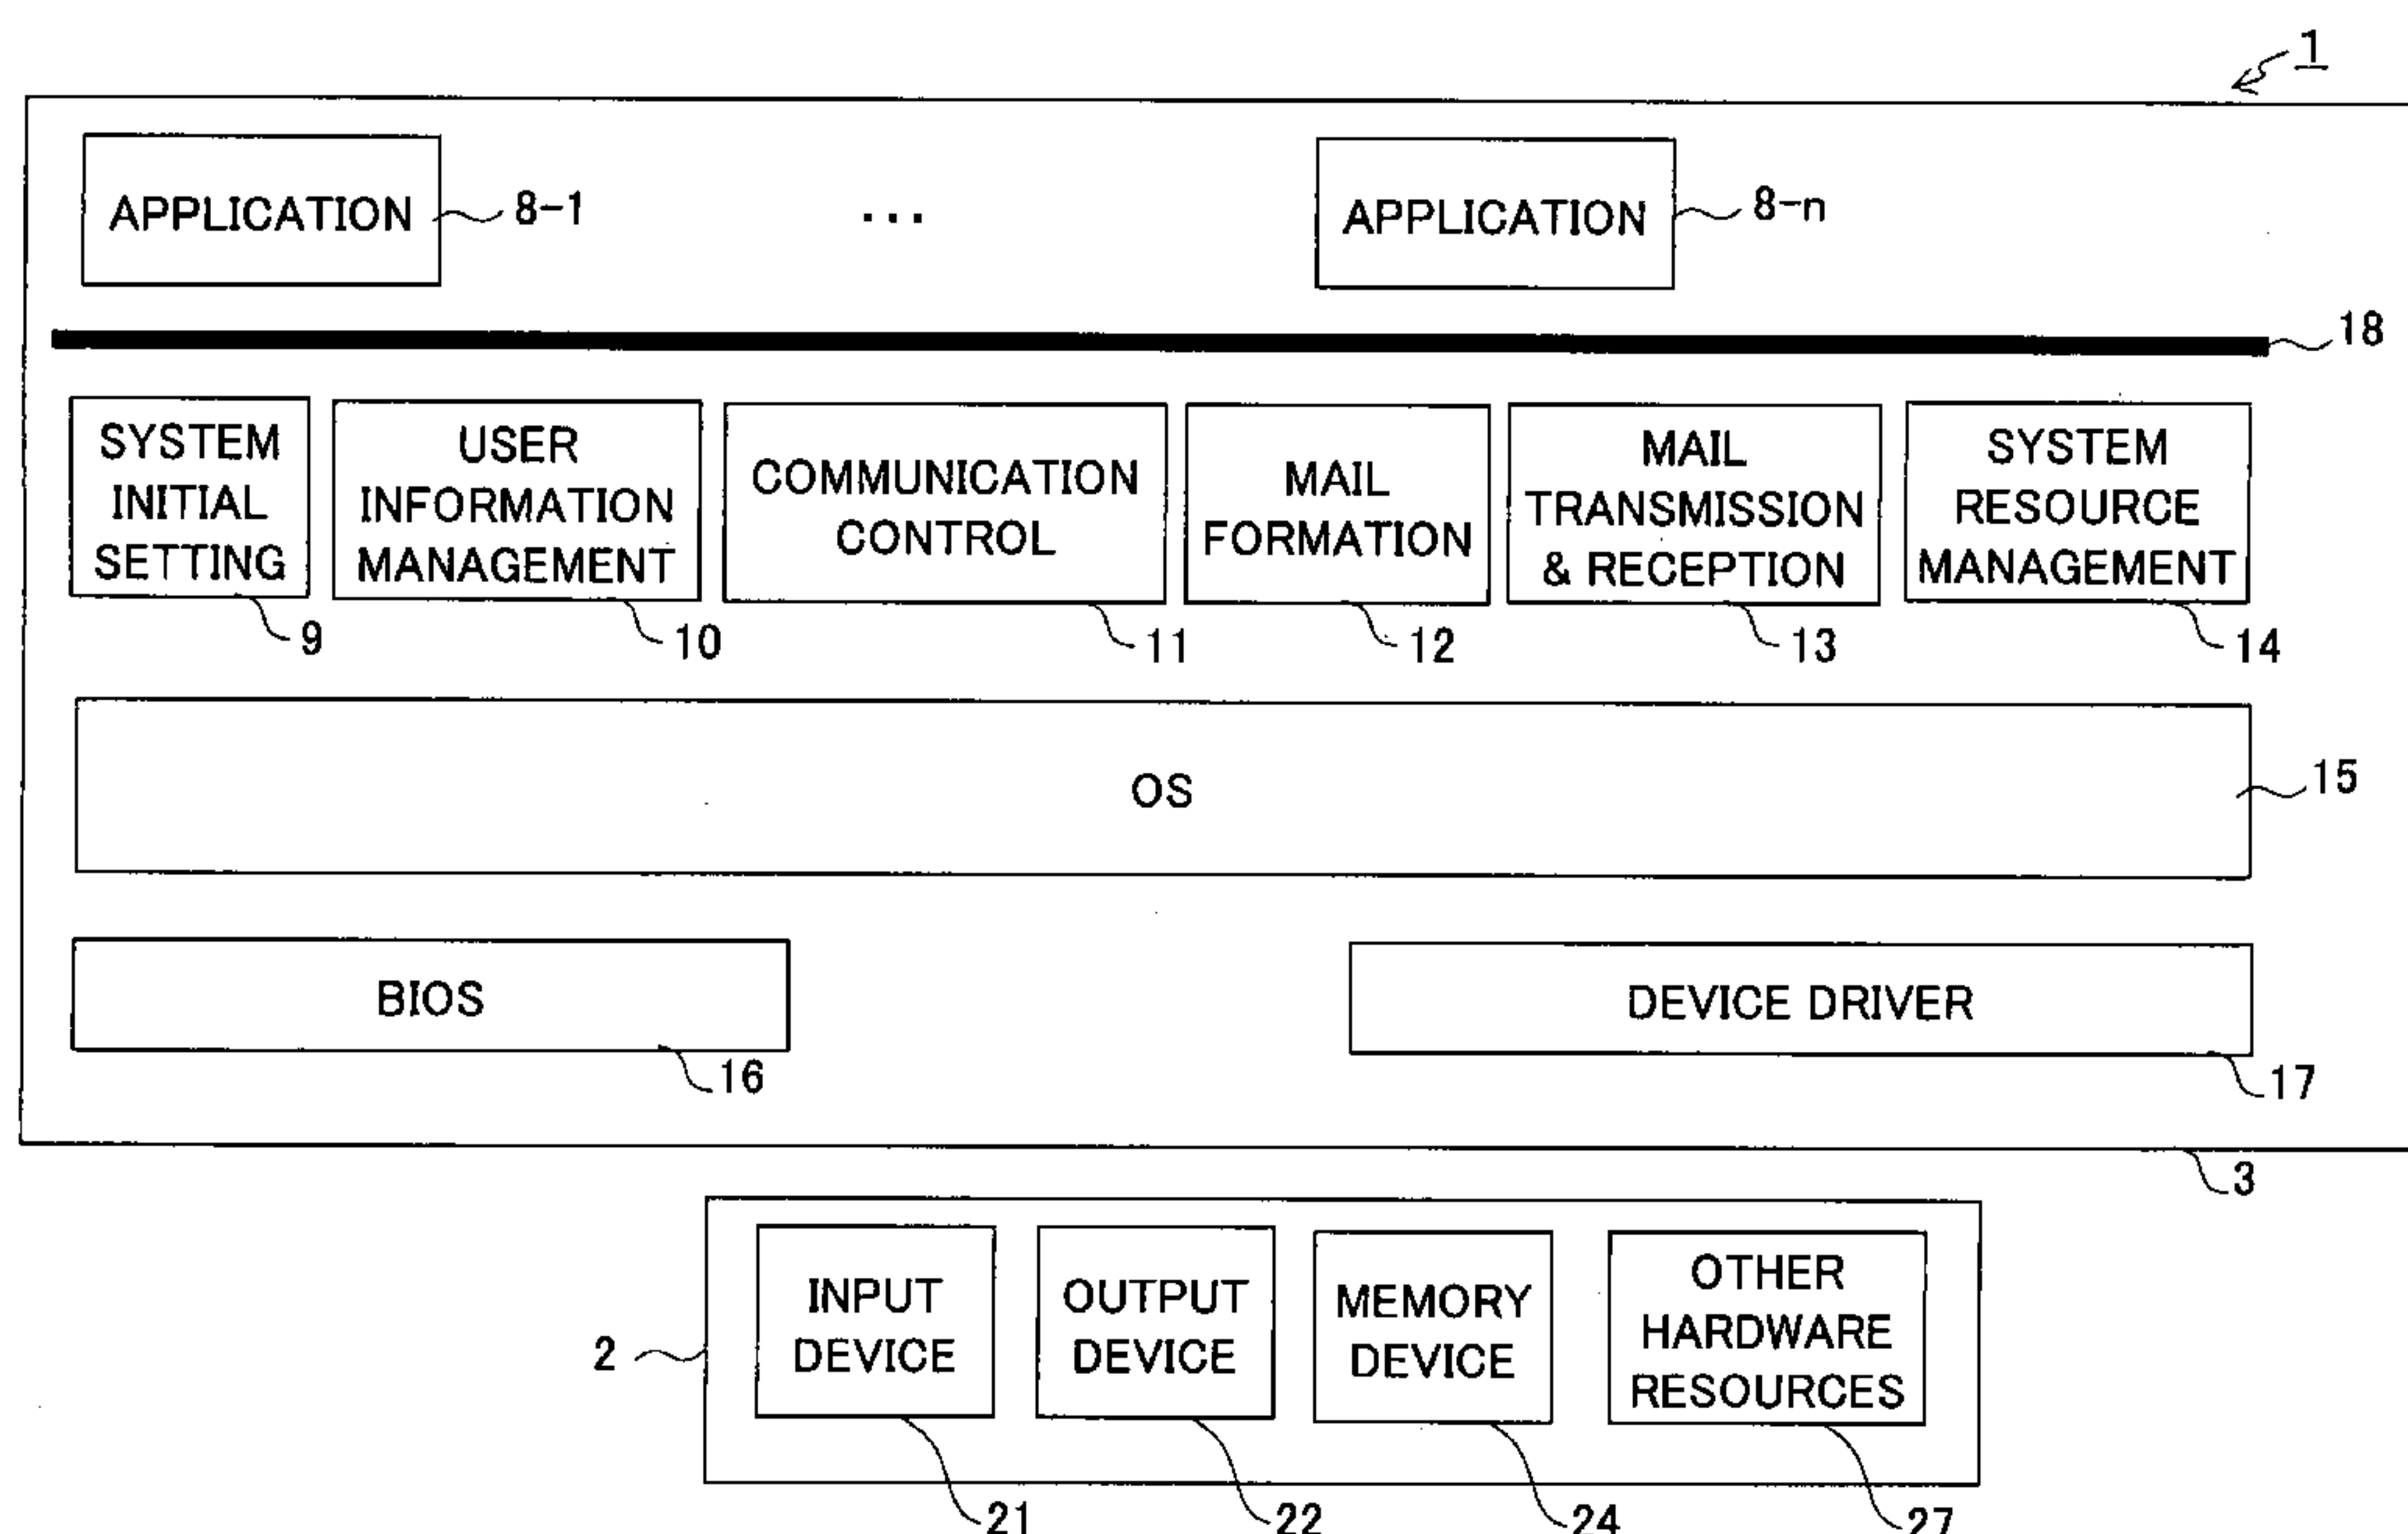 1
APPLICATION
8-1
...
APPLICATION
8-n
18
SYSTEM
INITIAL
SETTING
9
USER
INFORMATION
MANAGEMENT
10
COMMUNICATION
CONTROL
11
MAIL
FORMATION
12
MAIL
TRANSMISSION
& RECEPTION
13
SYSTEM
RESOURCE
MANAGEMENT
14
OS
15
BIOS
16
DEVICE DRIVER
17
3
2
INPUT
DEVICE
21
OUTPUT
DEVICE
22
MEMORY
DEVICE
24
OTHER
HARDWARE
RESOURCES
27